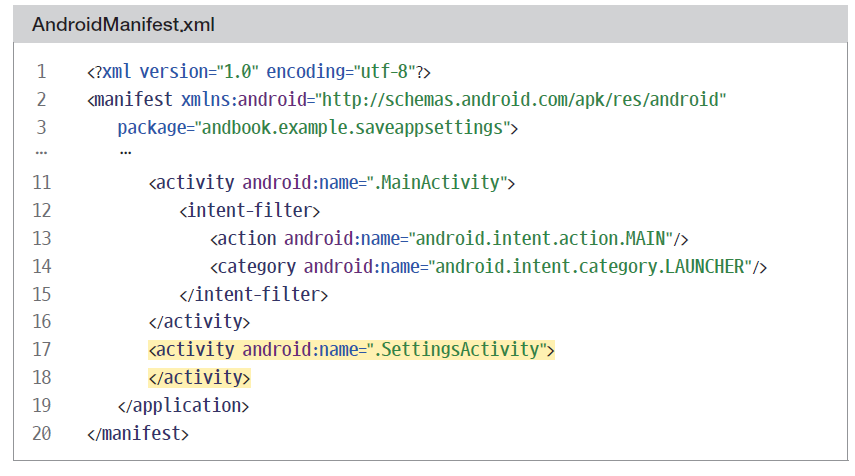 AndroidManifest.xml
1 <?xml version="1.0" encoding="utf-8"?>
2 <manifest xmlns:android="http://schemas.android.com/apk/res/android"
3 package="andbook.example.saveappsettings">
… …
11 <activity android:name=".MainActivity">
12 <intent-filter>
13 <action android:name="android.intent.action.MAIN"/>
14 <category android:name="android.intent.category.LAUNCHER"/>
15 </intent-filter>
16 </activity>
17 <activity android:name=".SettingsActivity">
18 </activity>
19 </application>
20 </manifest>